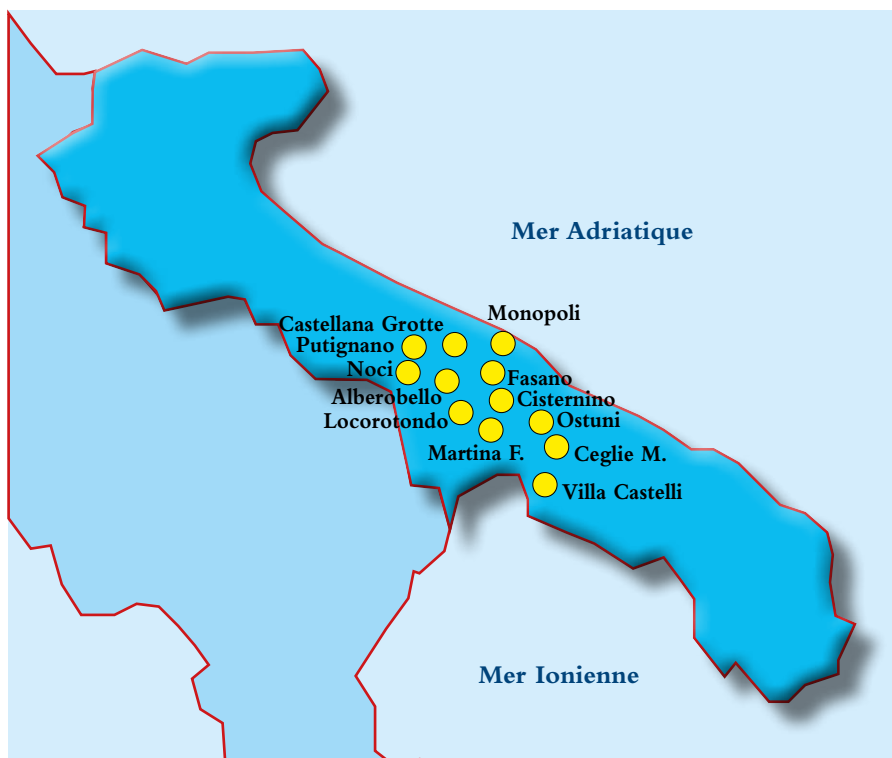 Mer Adriatique
Monopoli
Castellana Grotte
Putignano
Noci
Fasano
Alberobello
Cisternino
Locorotondo
Ostuni
Martina F.
Ceglie M.
Villa Castelli
Mer Ionienne